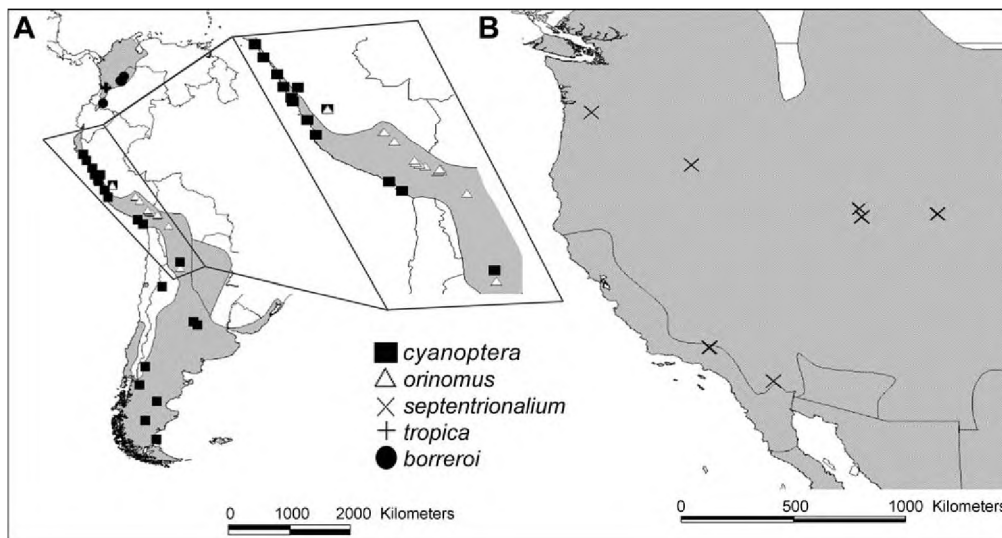 A
B
cyanoptera
orinomus
septentrionalium
tropica
borreroi
0 1000 2000 Kilometers
0 500 1000 Kilometers